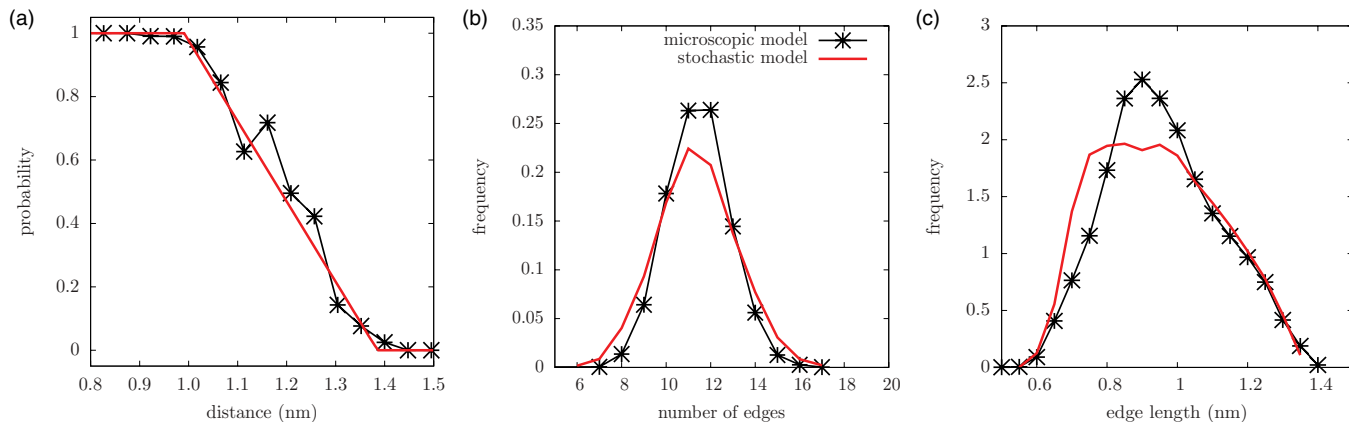 (a)
probability
1
0.8
0.6
0.4
0.2
0
0.8 0.9 1.0 1.1 1.2 1.3 1.4 1.5
distance (nm)
(b)
frequency
0.35
0.3
0.25
0.2
0.15
0.1
0.05
0
microscopic model
stochastic model
6 8 10 12 14 16 18 20
number of edges
(c)
frequency
3
2.5
2
1.5
1
0.5
0
0.6 0.8 1 1.2 1.4
edge length (nm)